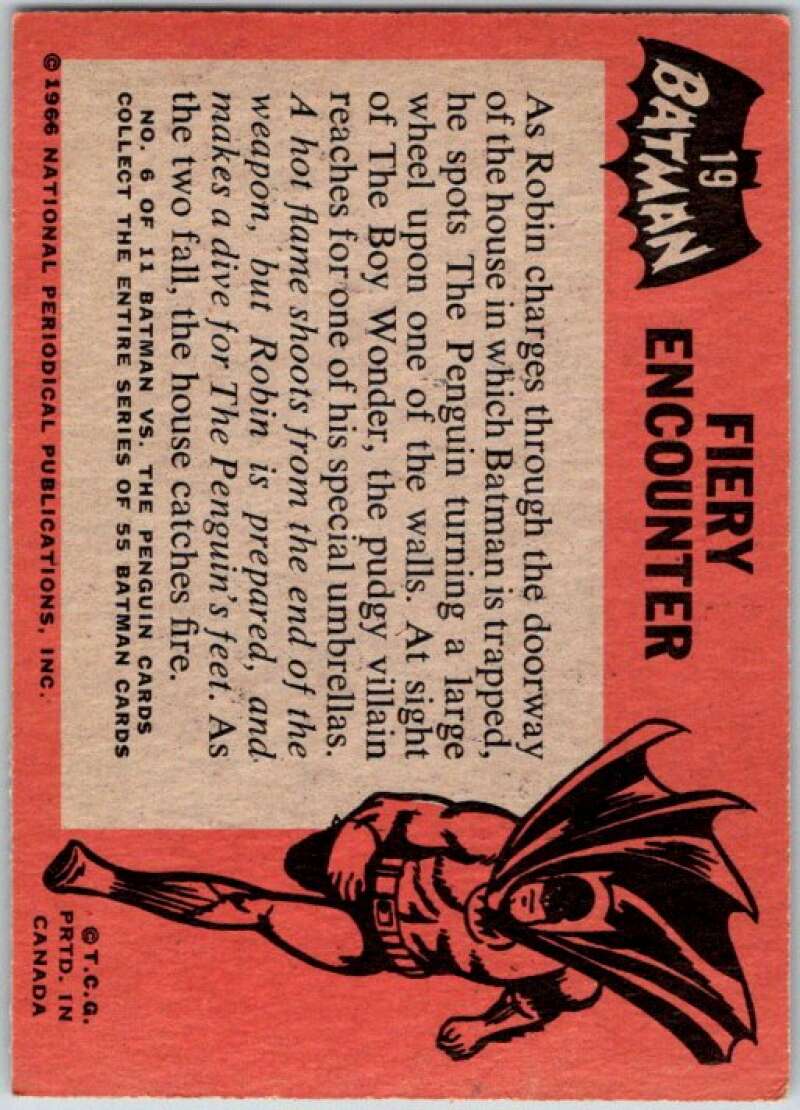 19
BATMAN
FIERY
ENCOUNTER
As Robin charges through the doorway
of the house in which Batman is trapped,
he spots The Penguin turning a large
wheel upon one of the walls. At sight
of The Boy Wonder, the pudgy villain
reaches for one of his special umbrellas.
A hot flame shoots from the end of the
weapon, but Robin is prepared, and
makes a dive for The Penguin's feet. As
the two fall, the house catches fire.
NO. 6 OF 11 BATMAN VS. THE PENGUIN CARDS
COLLECT THE ENTIRE SERIES OF 55 BATMAN CARDS
© 1966 NATIONAL PERIODICAL PUBLICATIONS, INC.
© T.C.G.
PRTD. IN
CANADA